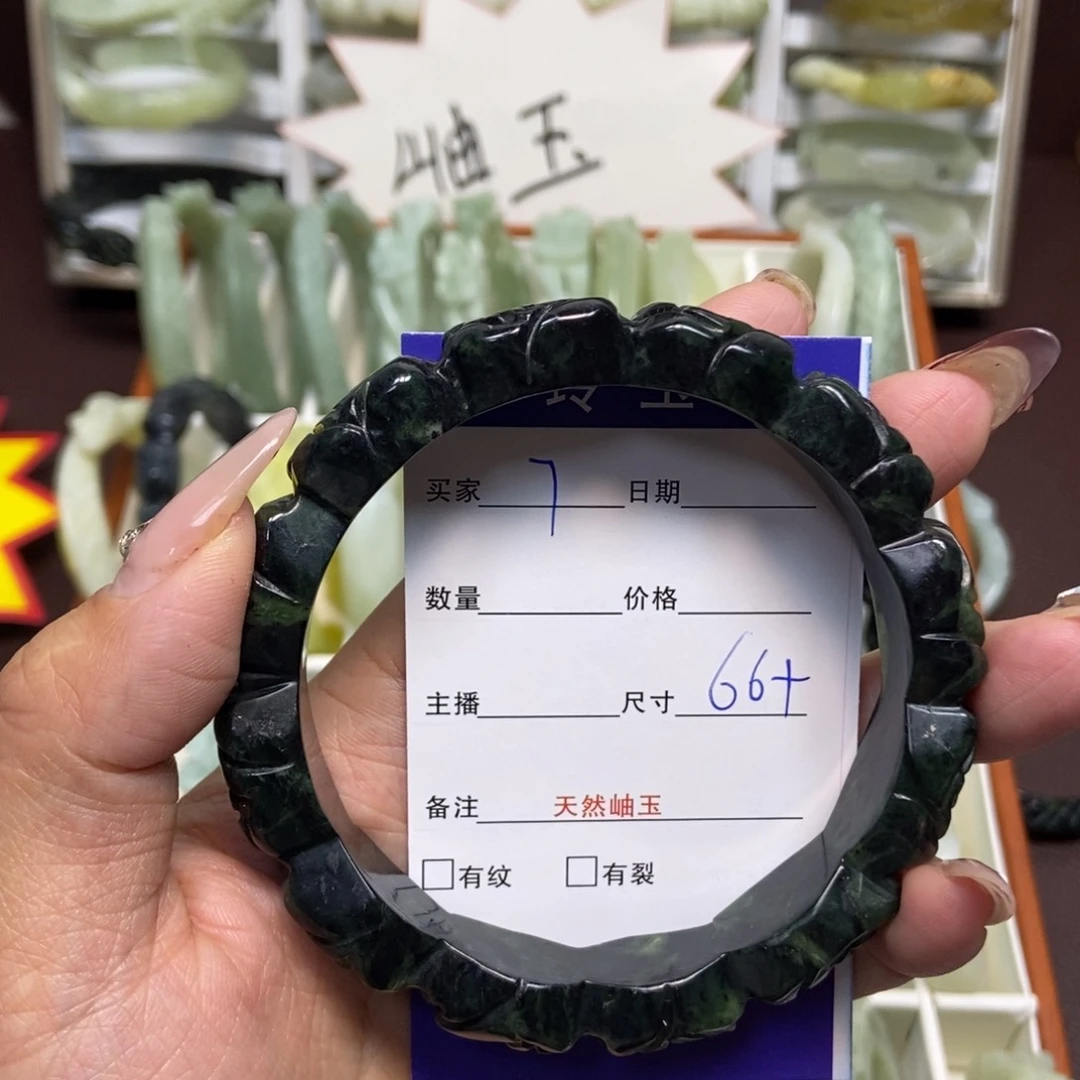 岫玉
玉
买家 7 日期
数量 价格
主播 尺寸 66+
备注 天然岫玉
有纹 有裂